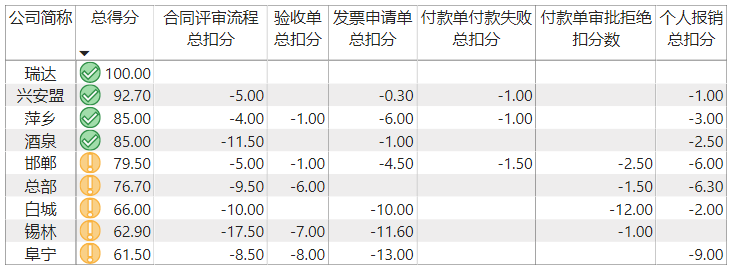 公司简称 总得分 合同评审流程总扣分 验收单总扣分 发票申请单总扣分 付款单付款失败总扣分 付款单审批拒绝扣分数 个人报销总扣分
瑞达 100.00
兴安盟 92.70 -5.00 -0.30 -1.00 -1.00
萍乡 85.00 -4.00 -1.00 -6.00 -1.00 -3.00
酒泉 85.00 -11.50 -1.00 -2.50
邯郸 79.50 -5.00 -1.00 -4.50 -1.50 -2.50 -6.00
总部 76.70 -9.50 -6.00 -1.50 -6.30
白城 66.00 -10.00 -10.00 -12.00 -2.00
锡林 62.90 -17.50 -7.00 -11.60 -1.00
阜宁 61.50 -8.50 -8.00 -13.00 -9.00